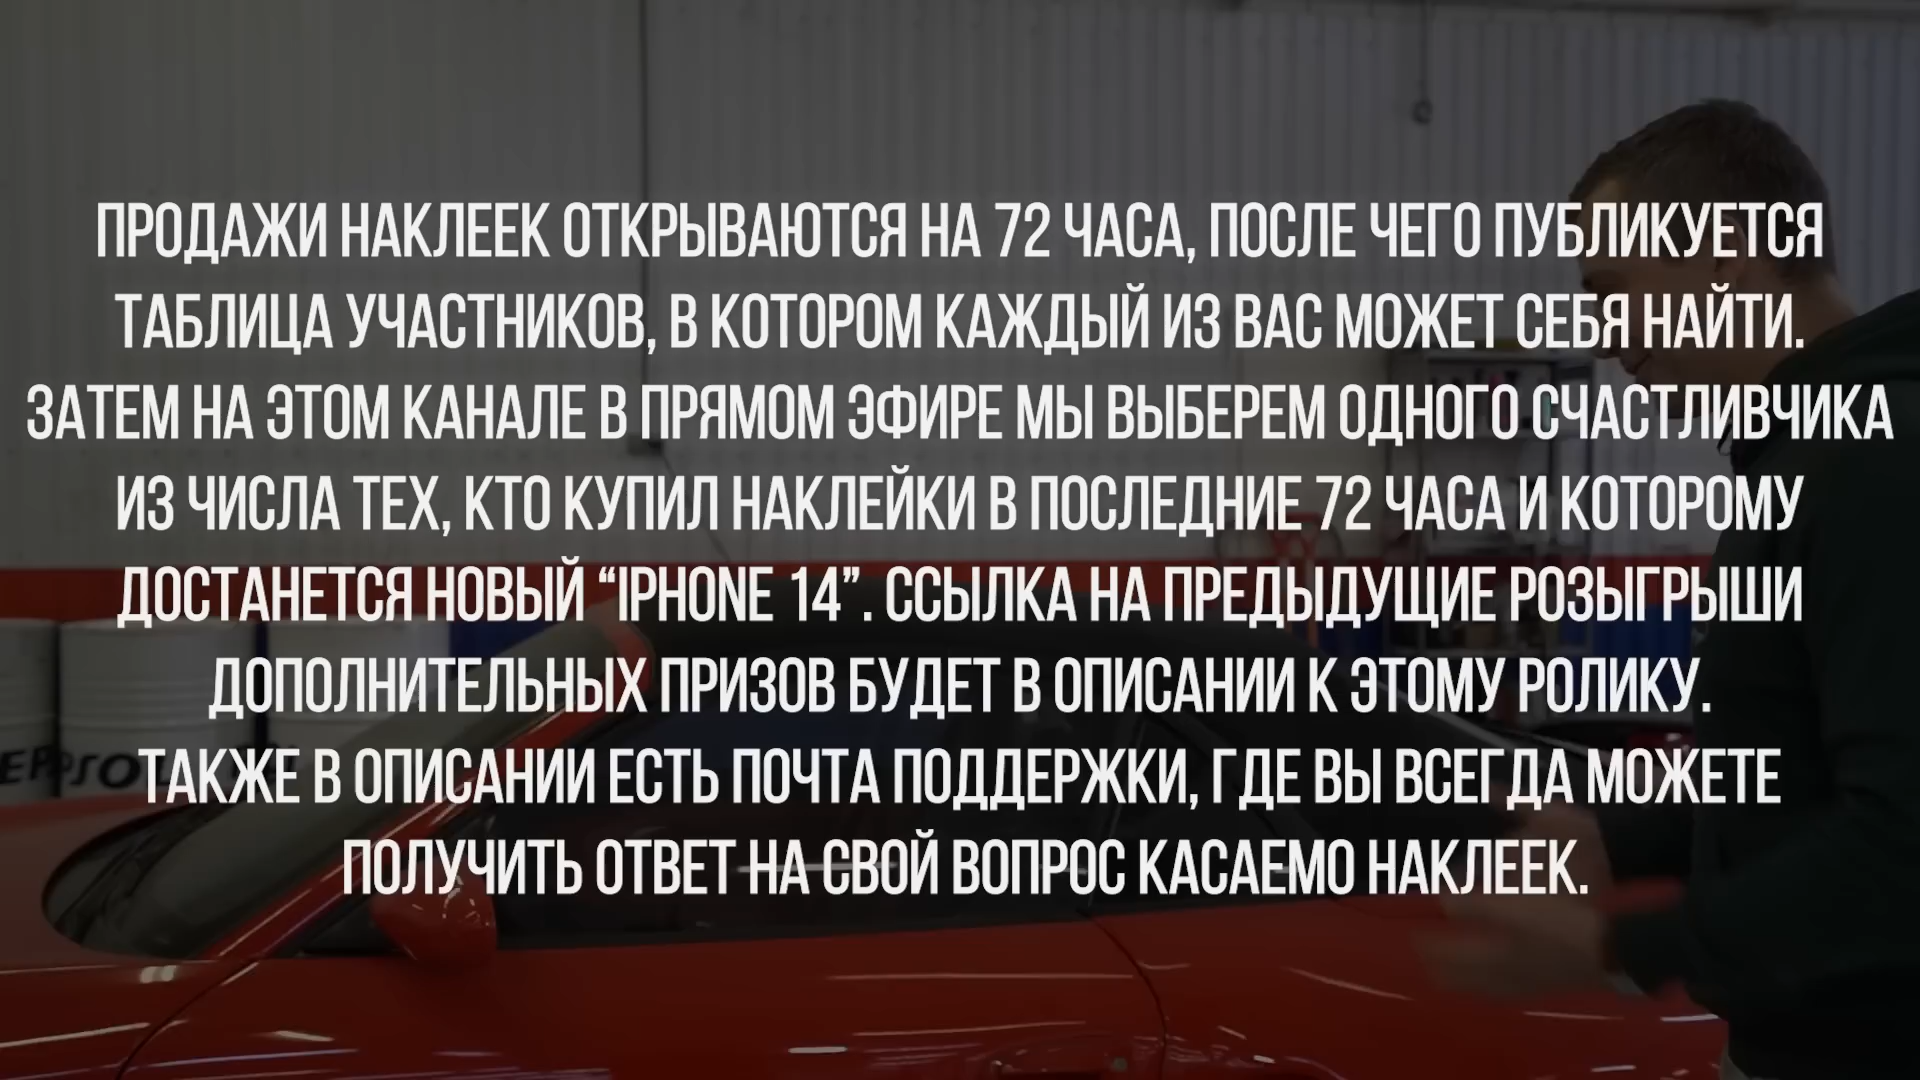 ПРОДАЖИ НАКЛЕЕК ОТКРЫВАЮТСЯ НА 72 ЧАСА, ПОСЛЕ ЧЕГО ПУБЛИКУЕТСЯ
ТАБЛИЦА УЧАСТНИКОВ, В КОТОРОМ КАЖДЫЙ ИЗ ВАС МОЖЕТ СЕБЯ НАЙТИ.
ЗАТЕМ НА ЭТОМ КАНАЛЕ В ПРЯМОМ ЭФИРЕ МЫ ВЫБЕРЕМ ОДНОГО СЧАСТЛИВЧИКА
ИЗ ЧИСЛА ТЕХ, КТО КУПИЛ НАКЛЕЙКИ В ПОСЛЕДНИЕ 72 ЧАСА И КОТОРОМУ
ДОСТАНЕТСЯ НОВЫЙ “IPHONE 14”. ССЫЛКА НА ПРЕДЫДУЩИЕ РОЗЫГРЫШИ
ДОПОЛНИТЕЛЬНЫХ ПРИЗОВ БУДЕТ В ОПИСАНИИ К ЭТОМУ РОЛИКУ.
ТАКЖЕ В ОПИСАНИИ ЕСТЬ ПОЧТА ПОДДЕРЖКИ, ГДЕ ВЫ ВСЕГДА МОЖЕТЕ
ПОЛУЧИТЬ ОТВЕТ НА СВОЙ ВОПРОС КАСАЕМО НАКЛЕЕК.